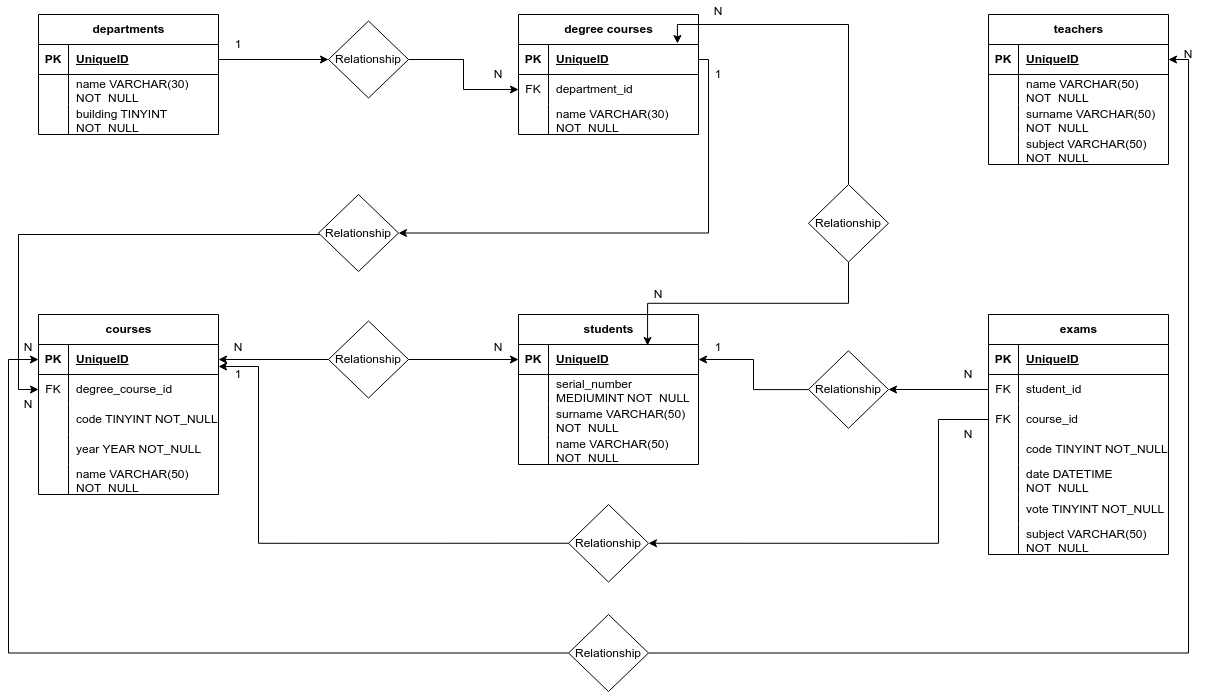 N
departments
degree courses
teachers
1
PK
UniqueID
Relationship
PK
UniqueID
PK
UniqueID
N
N
1
name VARCHAR(30)
NOT NULL
building TINYINT
NOT NULL
FK
department_id
name VARCHAR(30)
NOT NULL
name VARCHAR(50)
NOT NULL
surname VARCHAR(50)
NOT NULL
subject VARCHAR(50)
NOT NULL
Relationship
Relationship
N
courses
students
exams
N
PK
UniqueID
N
1
Relationship
N
PK
UniqueID
1
PK
UniqueID
N
FK
degree_course_id
N
code TINYINT NOT_NULL
year YEAR NOT_NULL
name VARCHAR(50)
NOT NULL
serial_number
MEDIUMINT NOT NULL
surname VARCHAR(50)
NOT NULL
name VARCHAR(50)
NOT NULL
Relationship
FK
student_id
FK
course_id
N
code TINYINT NOT_NULL
date DATETIME
NOT NULL
vote TINYINT NOT_NULL
subject VARCHAR(50)
NOT NULL
Relationship
Relationship